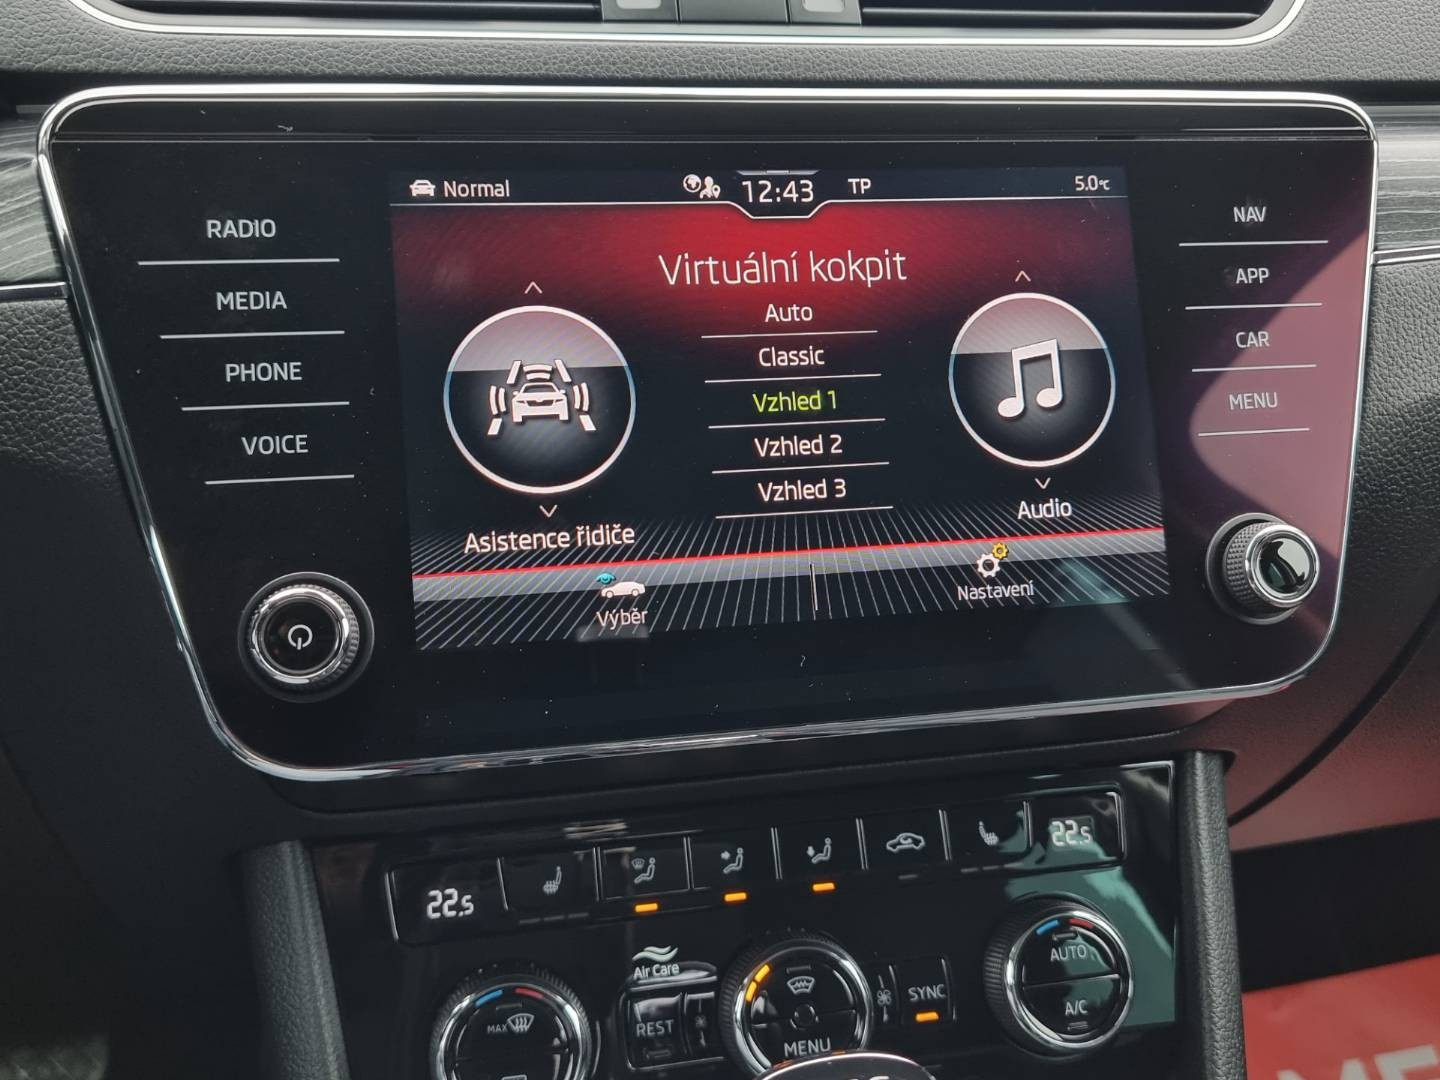 Normal
12:43
TP
5.0°C
RADIO
MEDIA
PHONE
VOICE
NAV
APP
CAR
MENU
Virtuální kokpit
Auto
Classic
Vzhled 1
Vzhled 2
Vzhled 3
Asistence řidiče
Audio
Výběr
Nastavení
22.5
22.5
Air Care
MAX
REST
MENU
SYNC
AUTO
A/C